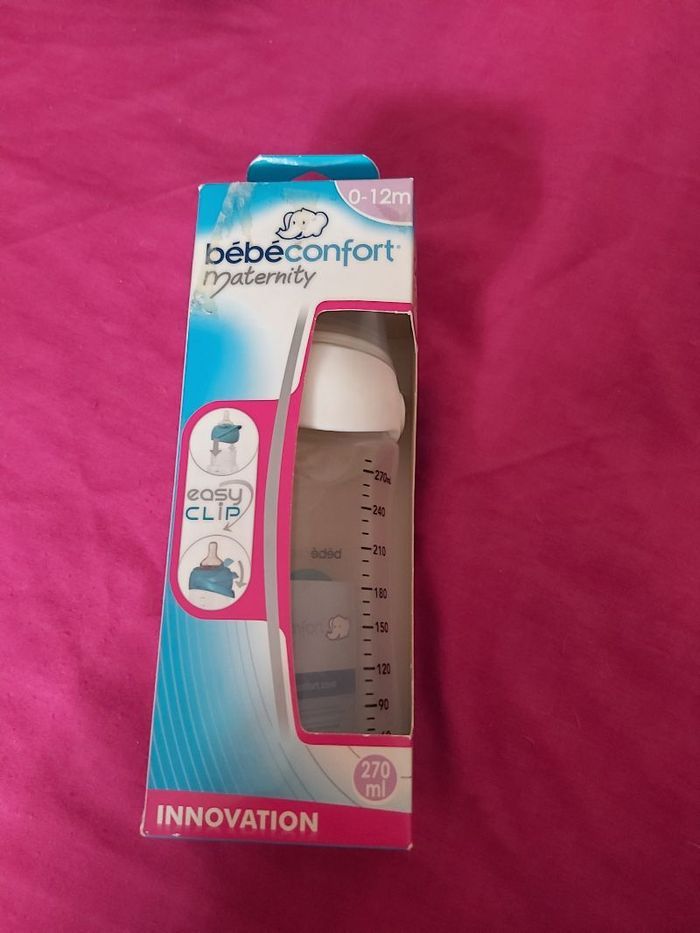 0-12m
bébéconfort®
maternity
easy
CLIP
270ml
240
210
bébé
180
150
120
90
270
ml
INNOVATION